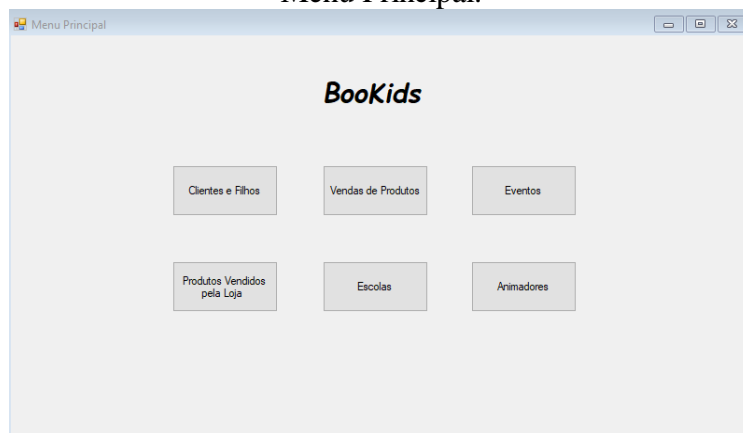 Menu Principal.
Menu Principal
BooKids
Clientes e Filhos
Vendas de Produtos
Eventos
Produtos Vendidos
pela Loja
Escolas
Animadores